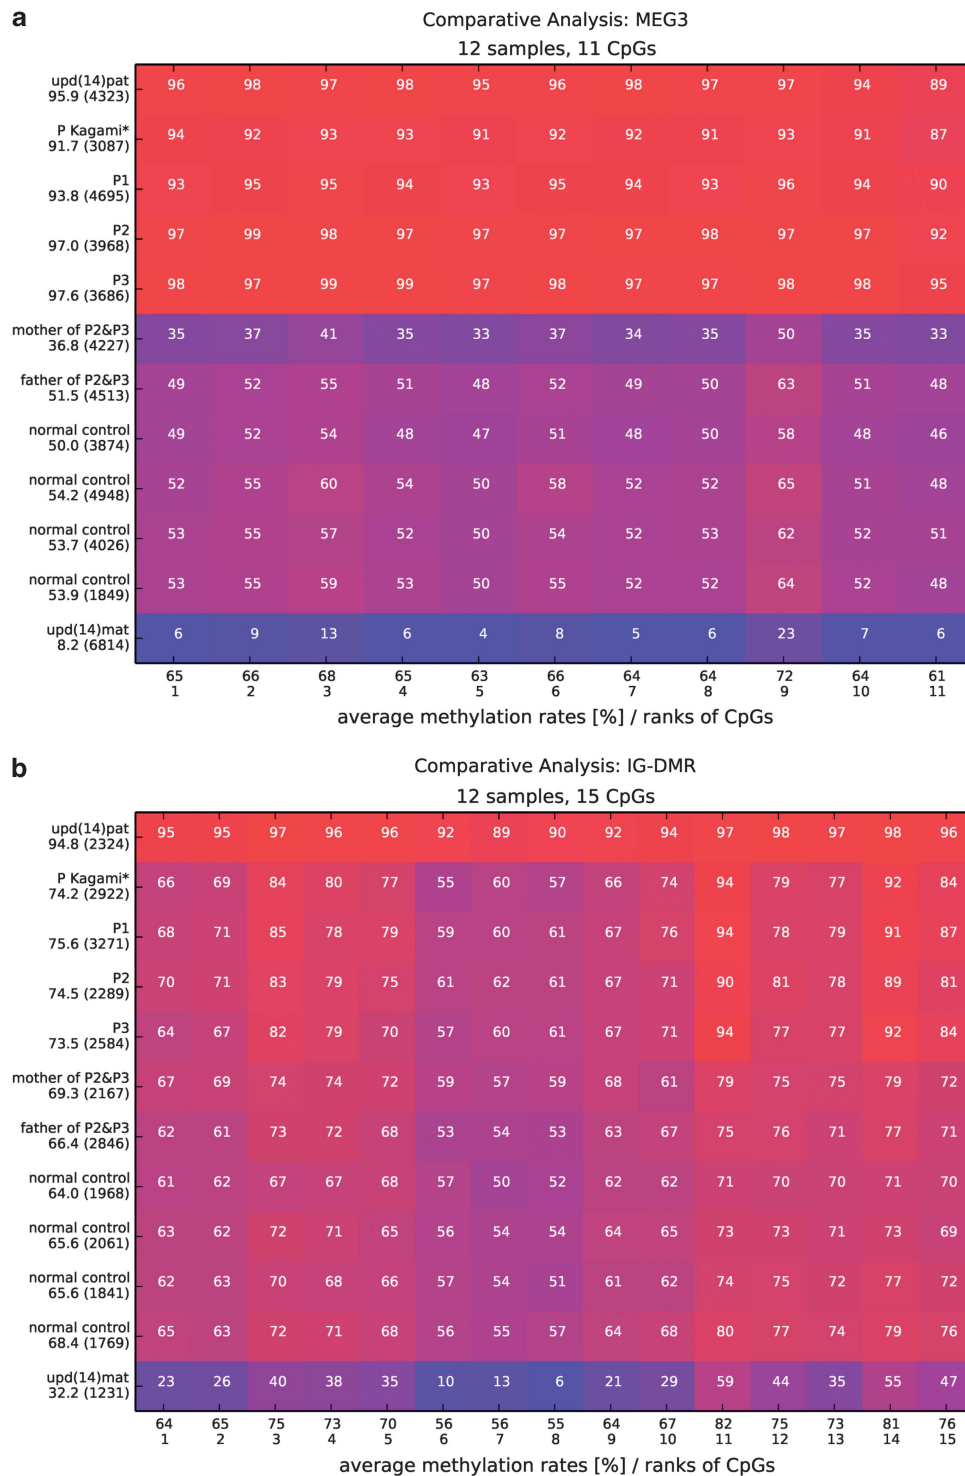 a
Comparative Analysis: MEG3
12 samples, 11 CpGs
upd(14)pat
95.9 (4323)
96 98 97 98 95 96 98 97 97 94 89
P Kagami*
91.7 (3087)
94 92 93 93 91 92 92 91 93 91 87
P1
93.8 (4695)
93 95 95 94 93 95 94 93 96 94 90
P2
97.0 (3968)
97 99 98 97 97 97 97 98 97 97 92
P3
97.6 (3686)
98 97 99 99 97 98 97 97 98 98 95
mother of P2&P3
36.8 (4227)
35 37 41 35 33 37 34 35 50 35 33
father of P2&P3
51.5 (4513)
49 52 55 51 48 52 49 50 63 51 48
normal control
50.0 (3874)
49 52 54 48 47 51 48 50 58 48 46
normal control
54.2 (4948)
52 55 60 54 50 58 52 52 65 51 48
normal control
53.7 (4026)
53 55 57 52 50 54 52 53 62 52 51
normal control
53.9 (1849)
53 55 59 53 50 55 52 52 64 52 48
upd(14)mat
8.2 (6814)
6 9 13 6 4 8 5 6 23 7 6
65 66 68 65 63 66 64 64 72 64 61
1 2 3 4 5 6 7 8 9 10 11
average methylation rates [%] / ranks of CpGs
b
Comparative Analysis: IG-DMR
12 samples, 15 CpGs
upd(14)pat
94.8 (2324)
95 95 97 96 96 92 89 90 92 94 97 98 97 98 96
P Kagami*
74.2 (2922)
66 69 84 80 77 55 60 57 66 74 94 79 77 92 84
P1
75.6 (3271)
68 71 85 78 79 59 60 61 67 76 94 78 79 91 87
P2
74.5 (2289)
70 71 83 79 75 61 62 61 67 71 90 81 78 89 81
P3
73.5 (2584)
64 67 82 79 70 57 60 61 67 71 94 77 77 92 84
mother of P2&P3
69.3 (2167)
67 69 74 74 72 59 57 59 68 61 79 75 75 79 72
father of P2&P3
66.4 (2846)
62 61 73 72 68 53 54 53 63 67 75 76 71 77 71
normal control
64.0 (1968)
61 62 67 67 68 57 50 52 62 62 71 70 70 71 70
normal control
65.6 (2061)
63 62 72 71 65 56 54 54 64 65 73 73 71 73 69
normal control
65.6 (1841)
62 63 70 68 66 57 54 51 61 62 74 75 72 77 72
normal control
68.4 (1769)
65 63 72 71 68 56 55 57 64 68 80 77 74 79 76
upd(14)mat
32.2 (1231)
23 26 40 38 35 10 13 6 21 29 59 44 35 55 47
64 65 75 73 70 56 56 55 64 67 82 75 73 81 76
1 2 3 4 5 6 7 8 9 10 11 12 13 14 15
average methylation rates [%] / ranks of CpGs